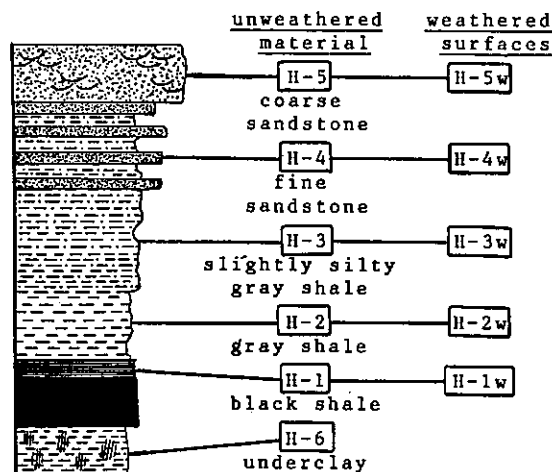 unweathered weathered
material surfaces
H-5 H-5w
coarse
sandstone
H-4 H-4w
fine
sandstone
H-3 H-3w
slightly silty
gray shale
H-2 H-2w
gray shale
H-1 H-1w
black shale
H-6
underclay